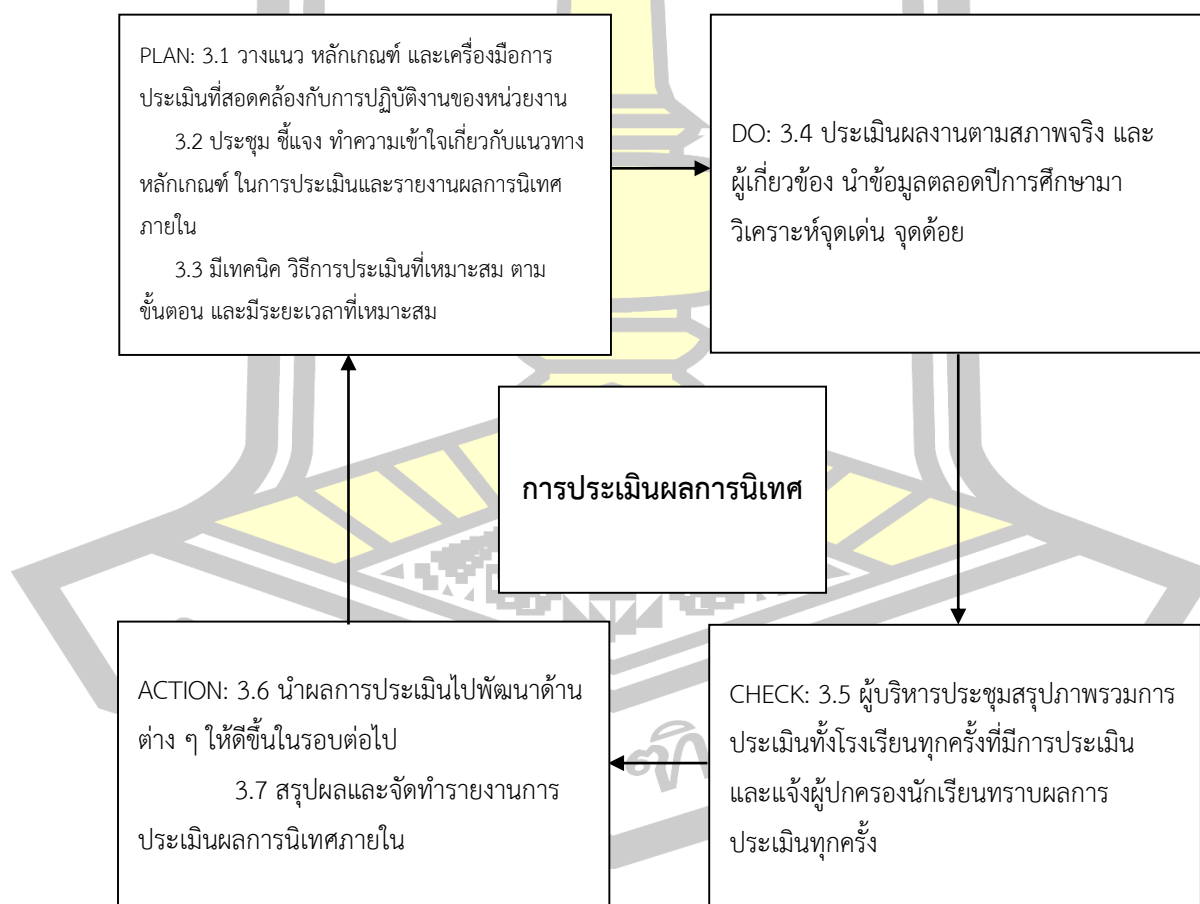 PLAN: 3.1 วางแนว หลักเกณฑ์ และเครื่องมือการ
ประเมินที่สอดคล้องกับการปฏิบัติงานของหน่วยงาน
3.2 ประชุม ชี้แจง ทำความเข้าใจเกี่ยวกับแนวทาง
หลักเกณฑ์ ในการประเมินและรายงานผลการนิเทศ
ภายใน
3.3 มีเทคนิค วิธีการประเมินที่เหมาะสม ตาม
ขั้นตอน และมีระยะเวลาที่เหมาะสม
DO: 3.4 ประเมินผลงานตามสภาพจริง และ
ผู้เกี่ยวข้อง นำข้อมูลตลอดปีการศึกษามา
วิเคราะห์จุดเด่น จุดด้อย
การประเมินผลการนิเทศ
ACTION: 3.6 นำผลการประเมินไปพัฒนาด้าน
ต่าง ๆ ให้ดีขึ้นในรอบต่อไป
3.7 สรุปผลและจัดทำรายงานการ
ประเมินผลการนิเทศภายใน
CHECK: 3.5 ผู้บริหารประชุมสรุปภาพรวมการ
ประเมินทั้งโรงเรียนทุกครั้งที่มีการประเมิน
และแจ้งผู้ปกครองนักเรียนทราบผลการ
ประเมินทุกครั้ง